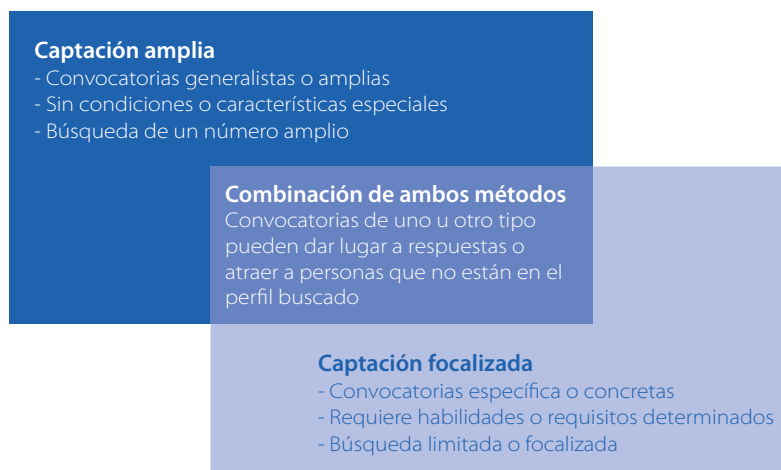 Captación amplia
- Convocatorias generalistas o amplias
- Sin condiciones o características especiales
- Búsqueda de un número amplio
Combinación de ambos métodos
Convocatorias de uno u otro tipo
pueden dar lugar a respuestas o
atraer a personas que no están en el
perfil buscado
Captación focalizada
- Convocatorias específica o concretas
- Requiere habilidades o requisitos determinados
- Búsqueda limitada o focalizada